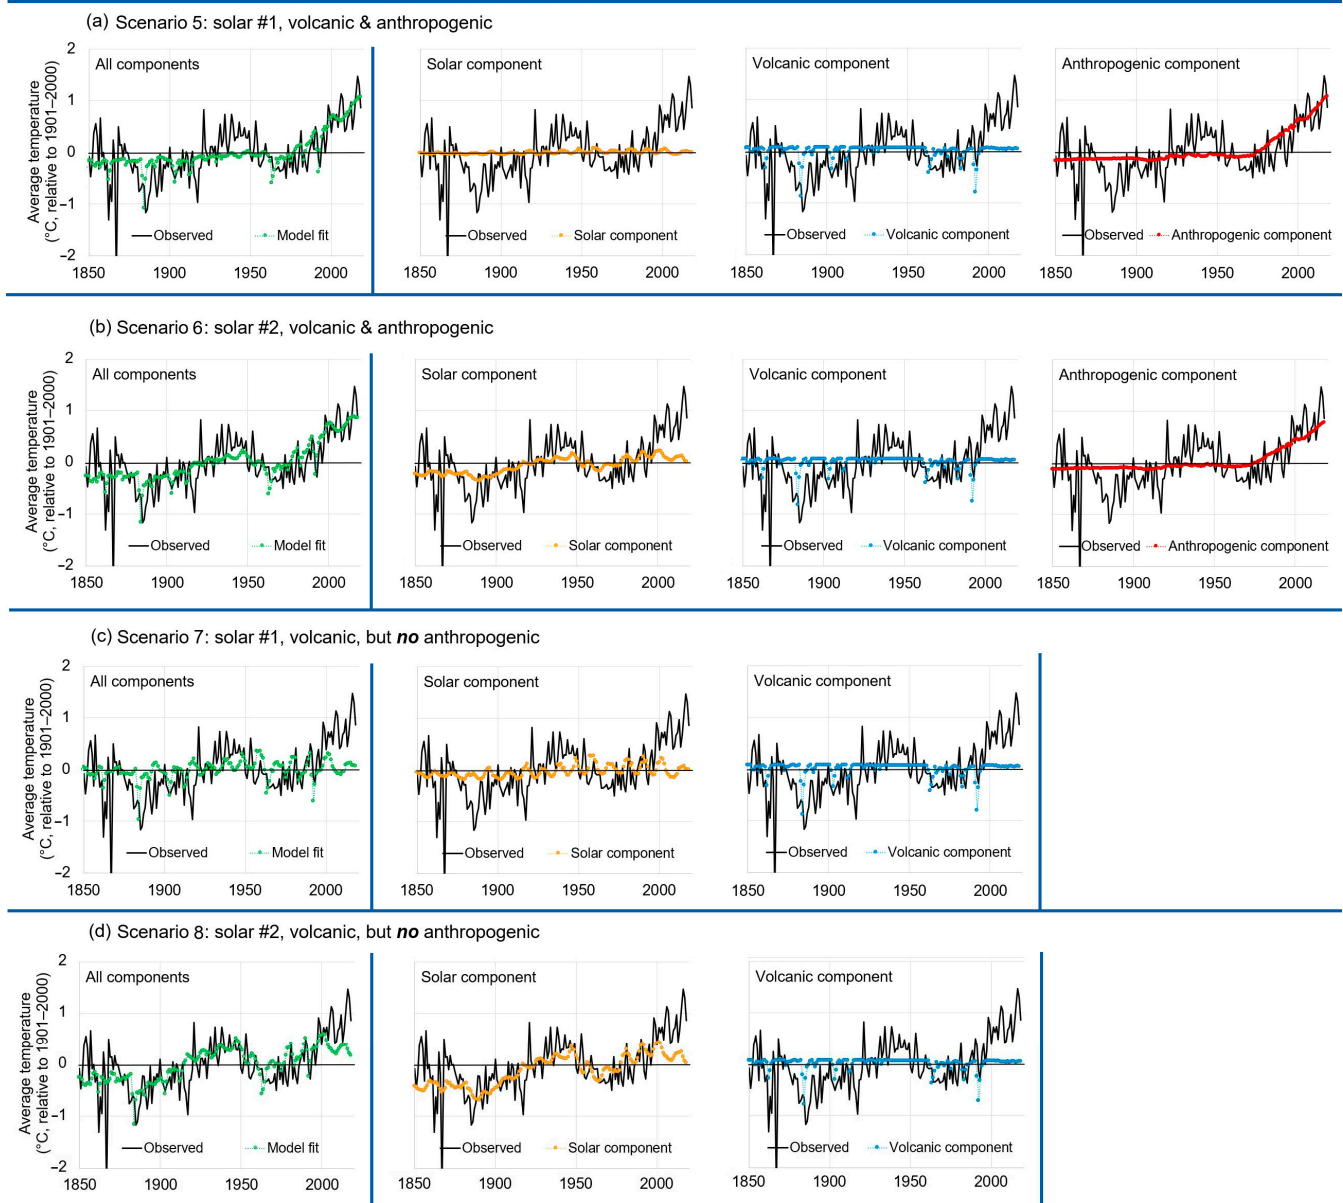 (a) Scenario 5: solar #1, volcanic & anthropogenic
Average temperature
(°C, relative to 1901–2000)
2
1
0
−1
−2
All components
Observed
Model fit
1850 1900 1950 2000
Solar component
Observed
Solar component
1850 1900 1950 2000
Volcanic component
Observed
Volcanic component
1850 1900 1950 2000
Anthropogenic component
Observed
Anthropogenic component
1850 1900 1950 2000
(b) Scenario 6: solar #2, volcanic & anthropogenic
Average temperature
(°C, relative to 1901–2000)
2
1
0
−1
−2
All components
Observed
Model fit
1850 1900 1950 2000
Solar component
Observed
Solar component
1850 1900 1950 2000
Volcanic component
Observed
Volcanic component
1850 1900 1950 2000
Anthropogenic component
Observed
Anthropogenic component
1850 1900 1950 2000
(c) Scenario 7: solar #1, volcanic, but no anthropogenic
Average temperature
(°C, relative to 1901–2000)
2
1
0
−1
−2
All components
Observed
Model fit
1850 1900 1950 2000
Solar component
Observed
Solar component
1850 1900 1950 2000
Volcanic component
Observed
Volcanic component
1850 1900 1950 2000
(d) Scenario 8: solar #2, volcanic, but no anthropogenic
Average temperature
(°C, relative to 1901–2000)
2
1
0
−1
−2
All components
Observed
Model fit
1850 1900 1950 2000
Solar component
Observed
Solar component
1850 1900 1950 2000
Volcanic component
Observed
Volcanic component
1850 1900 1950 2000